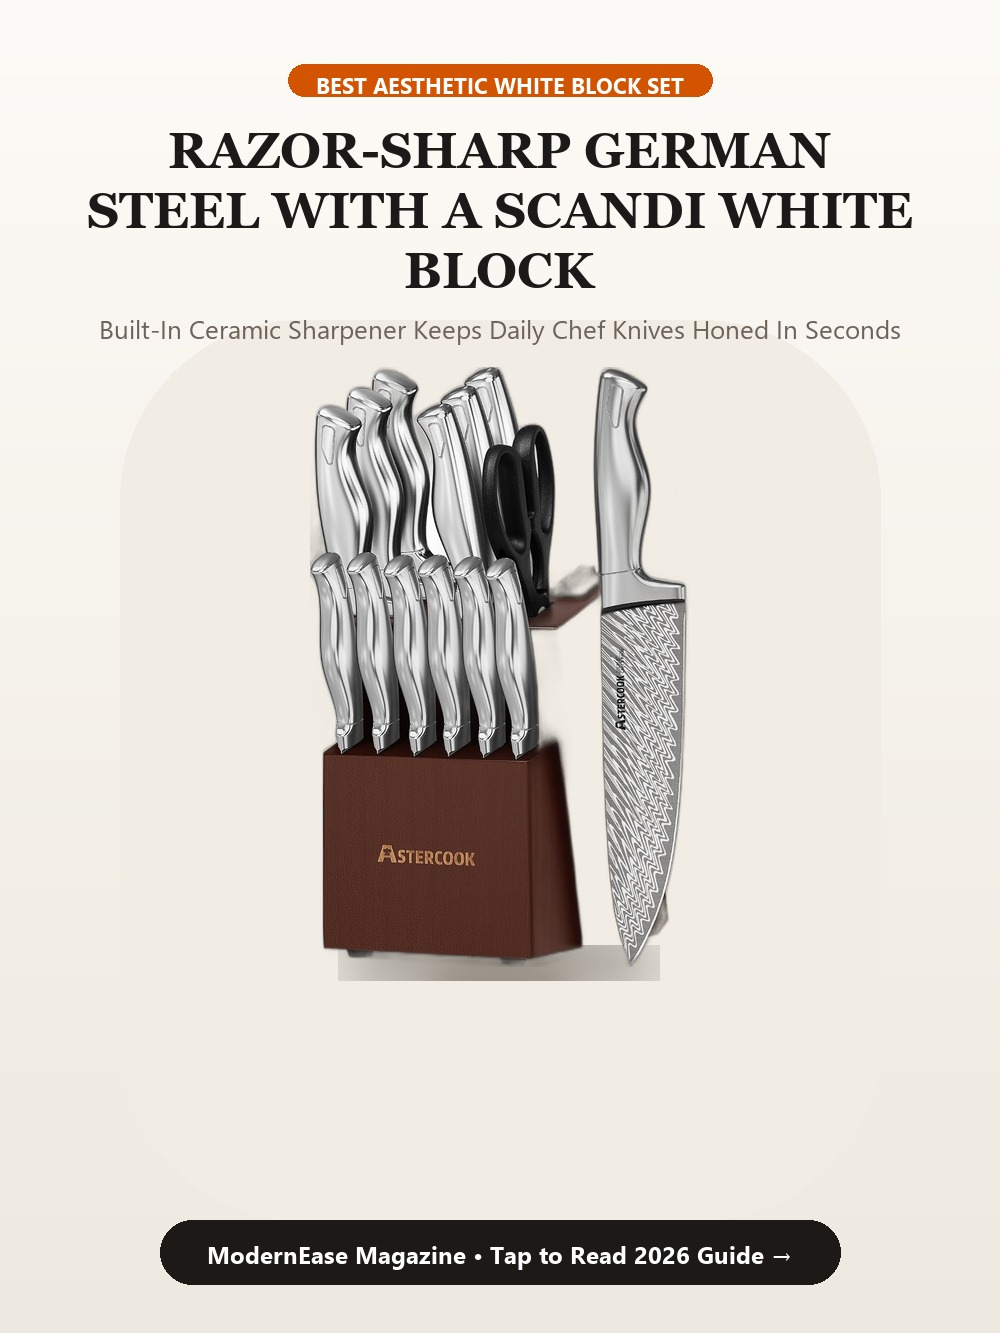 BEST AESTHETIC WHITE BLOCK SET
RAZOR-SHARP GERMAN
STEEL WITH A SCANDI WHITE
BLOCK
Built-In Ceramic Sharpener Keeps Daily Chef Knives Honed In Seconds
ASTERCOOK
ASTERCOOK
ModernEase Magazine • Tap to Read 2026 Guide →